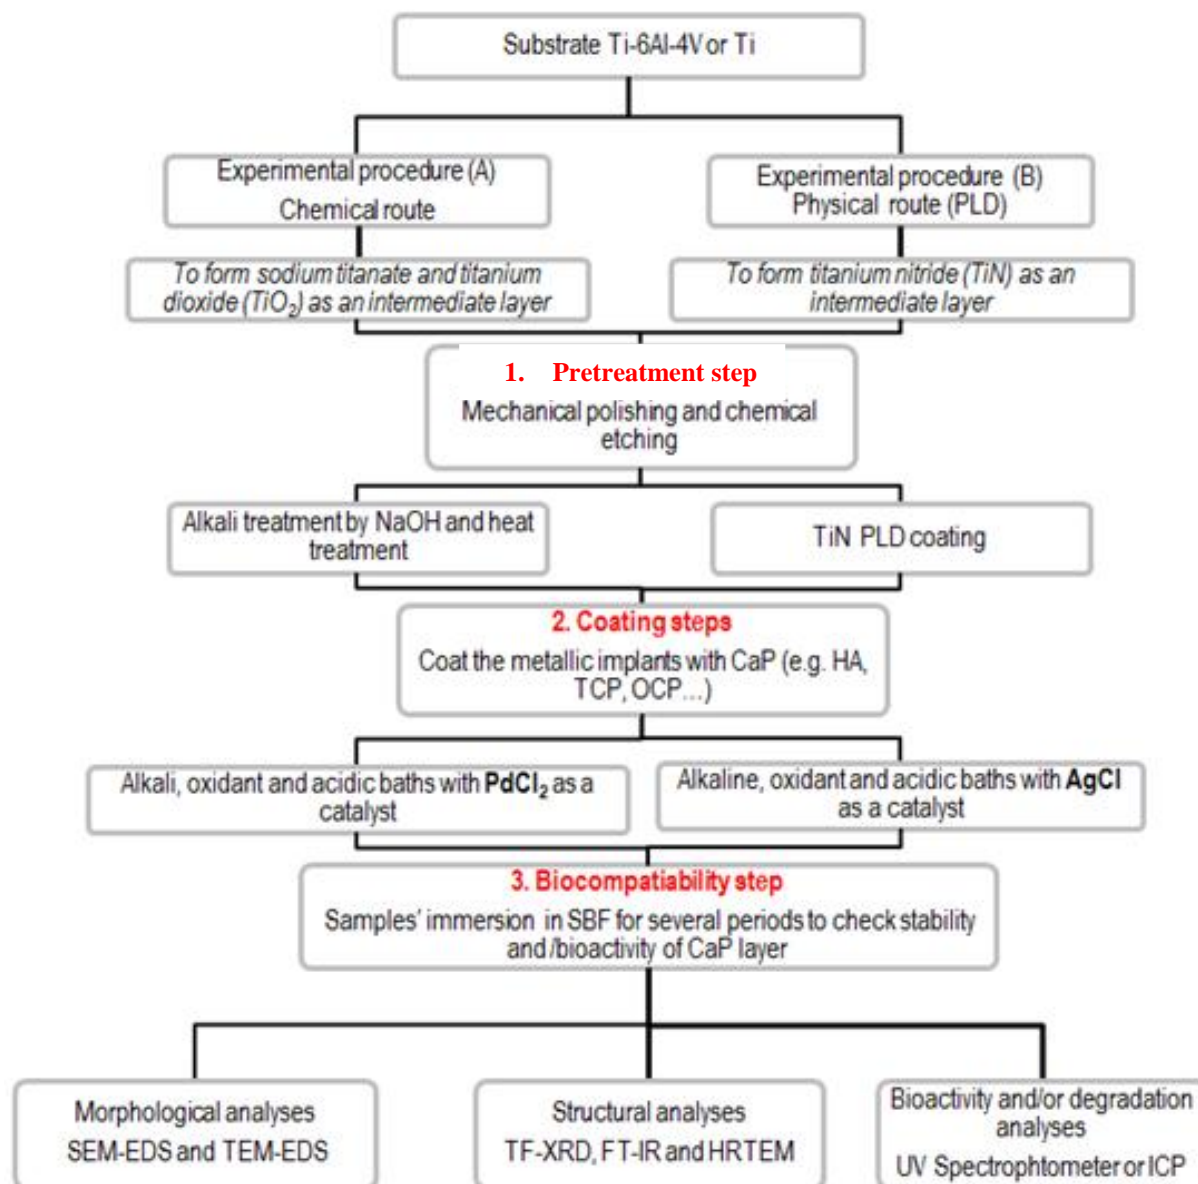 Substrate Ti-6Al-4V or Ti
Experimental procedure (A)
Chemical route
Experimental procedure (B)
Physical route (PLD)
To form sodium titanate and titanium
dioxide (TiO₂) as an intermediate layer
To form titanium nitride (TiN) as an
intermediate layer
1. Pretreatment step
Mechanical polishing and chemical
etching
Alkali treatment by NaOH and heat
treatment
TiN PLD coating
2. Coating steps
Coat the metallic implants with CaP (e.g. HA,
TCP, OCP...)
Alkali, oxidant and acidic baths with PdCl₂ as a
catalyst
Alkaline, oxidant and acidic baths with AgCl
as a catalyst
3. Biocompatiability step
Samples' immersion in SBF for several periods to check stability
and /bioactivity of CaP layer
Morphological analyses
SEM-EDS and TEM-EDS
Structural analyses
TF-XRD, FT-IR and HRTEM
Bioactivity and/or degradation
analyses
UV Spectrophtometer or ICP